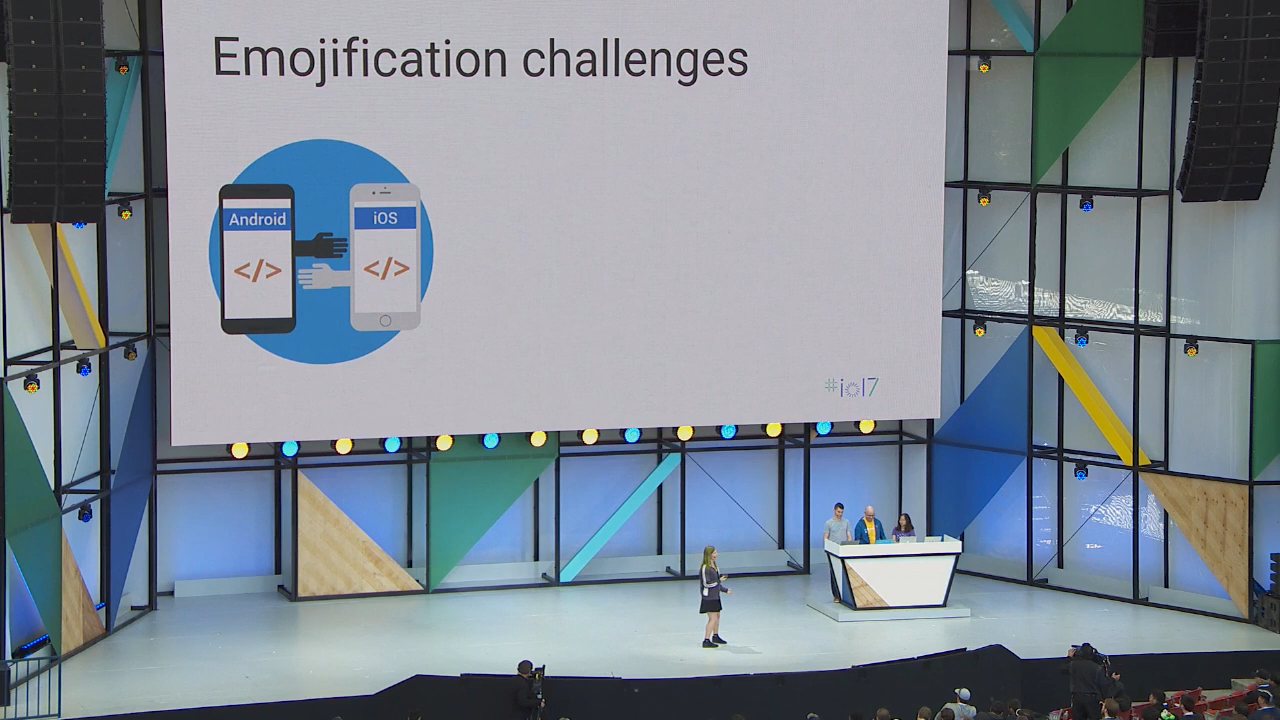 Emojification challenges
Android
iOS
</>
</>
#io17